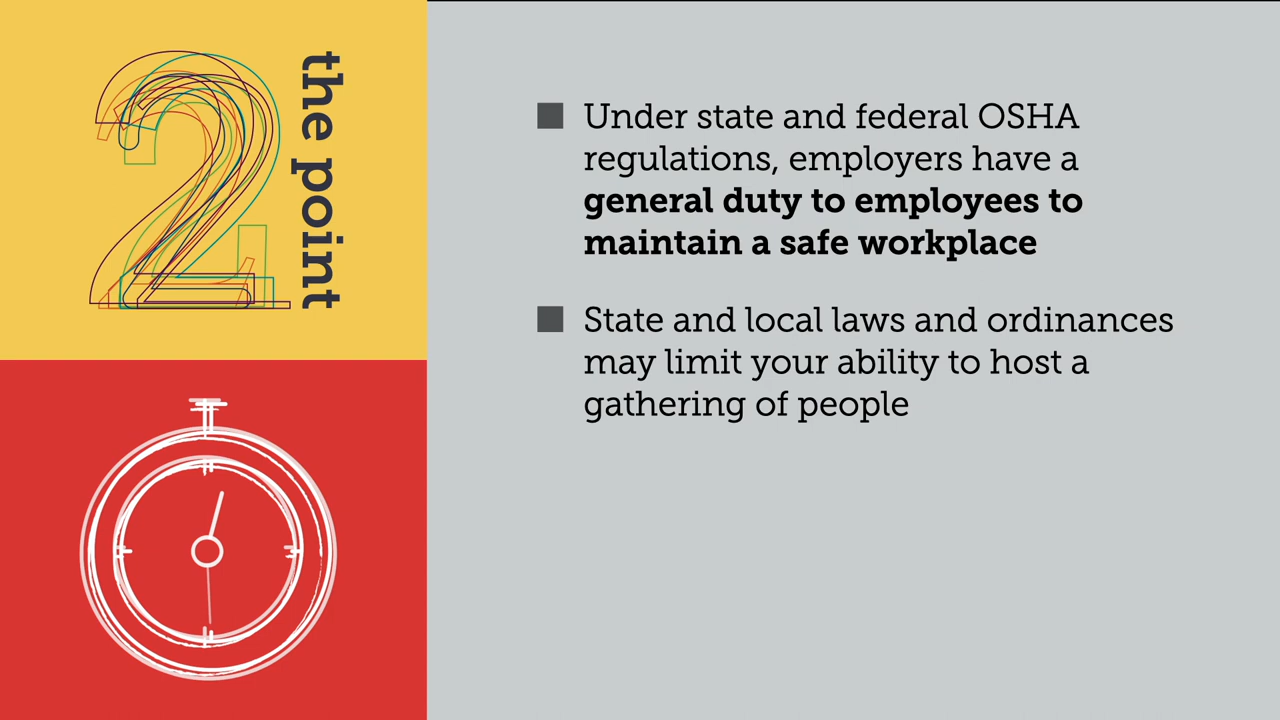 2
the point
Under state and federal OSHA
regulations, employers have a
general duty to employees to
maintain a safe workplace
State and local laws and ordinances
may limit your ability to host a
gathering of people